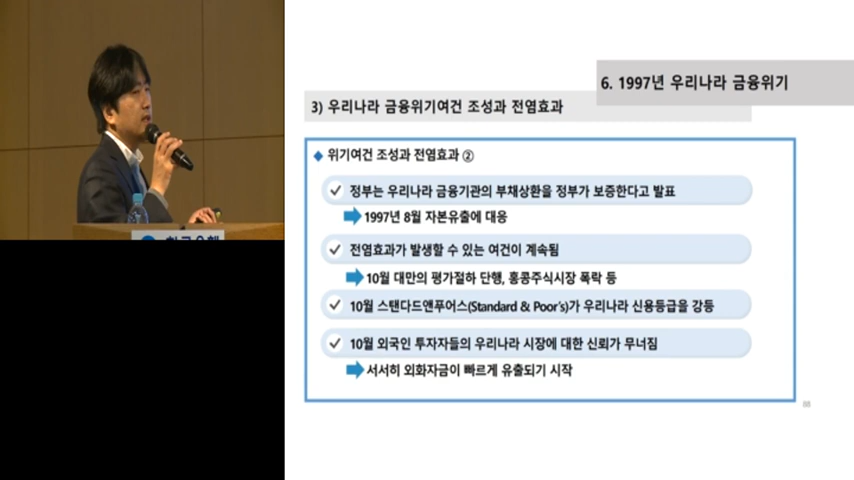 6. 1997년 우리나라 금융위기
3) 우리나라 금융위기여건 조성과 전염효과
◆ 위기여건 조성과 전염효과 ②
✓ 정부는 우리나라 금융기관의 부채상환을 정부가 보증한다고 발표
➡ 1997년 8월 자본유출에 대응
✓ 전염효과가 발생할 수 있는 여건이 계속됨
➡ 10월 대만의 평가절하 단행, 홍콩주식시장 폭락 등
✓ 10월 스탠다드앤푸어스(Standard & Poor's)가 우리나라 신용등급을 강등
✓ 10월 외국인 투자자들의 우리나라 시장에 대한 신뢰가 무너짐
➡ 서서히 외화자금이 빠르게 유출되기 시작
88
한국은행